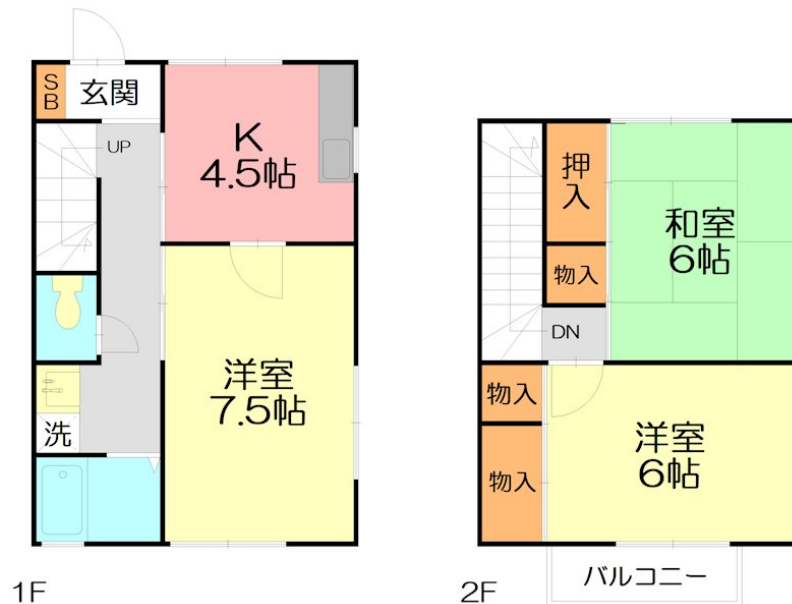 SB
玄関
UP
K
4.5帖
洋室
7.5帖
洗
1F
押入
和室
6帖
物入
DN
物入
洋室
6帖
物入
バルコニー
2F